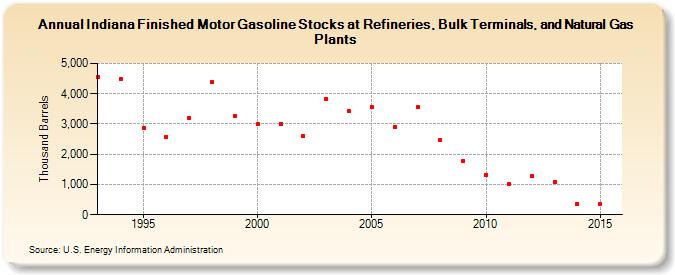 Annual Indiana Finished Motor Gasoline Stocks at Refineries, Bulk Terminals, and Natural Gas
Plants
Thousand Barrels
5,000
4,000
3,000
2,000
1,000
0
1995
2000
2005
2010
2015
Source: U.S. Energy Information Administration